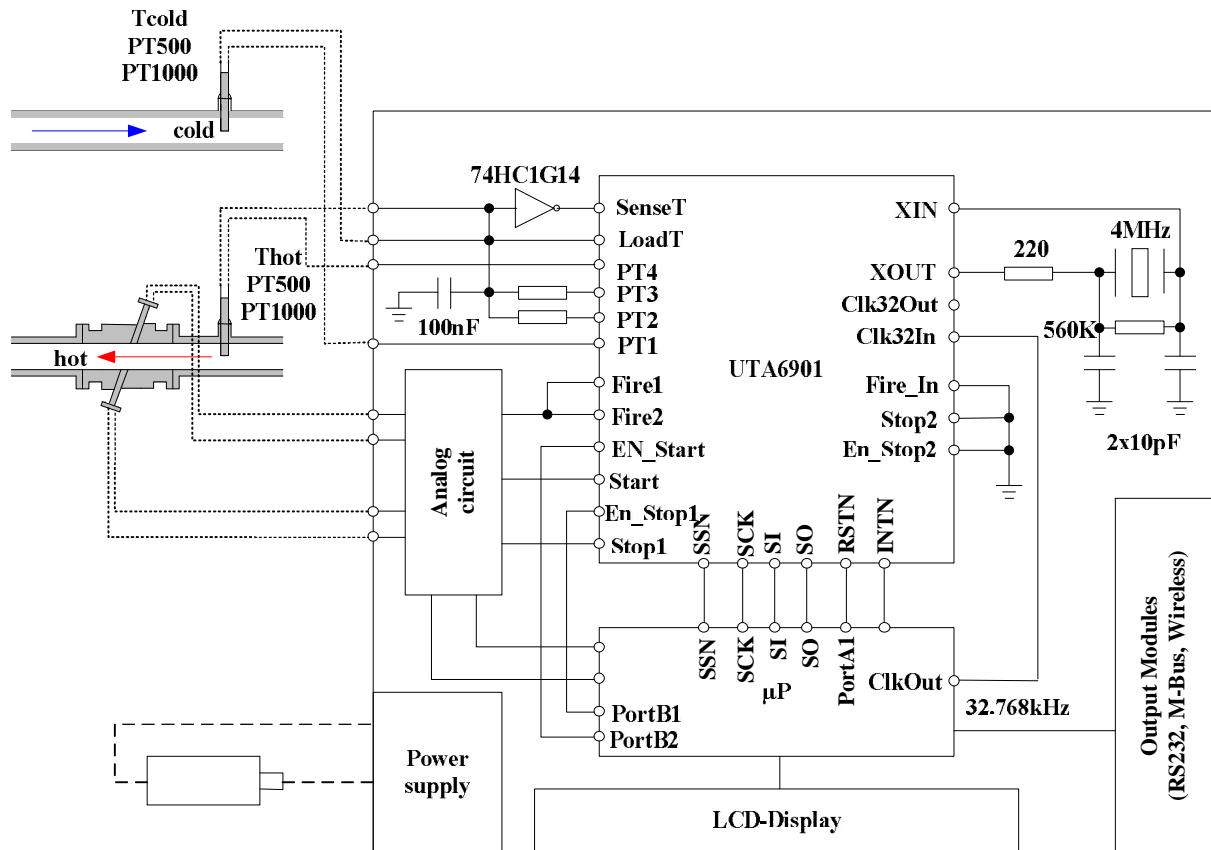 Tcold
PT500
PT1000
cold
74HC1G14
SenseT
XIN
LoadT
4MHz
Thot
PT500
PT1000
PT4
220
XOUT
PT3
Clk32Out
100nF
PT2
560K
hot
PT1
Clk32In
UTA6901
Fire1
Fire_In
Fire2
Stop2
2x10pF
EN_Start
En_Stop2
Analog
circuit
Start
En_Stop1
Stop1
SSN
SCK
SI
SO
RSTN
INTN
SSN
SCK
SI
SO
PortA1
µP
ClkOut
32.768kHz
PortB1
PortB2
Output Modules
(RS232, M-Bus, Wireless)
Power
supply
LCD-Display